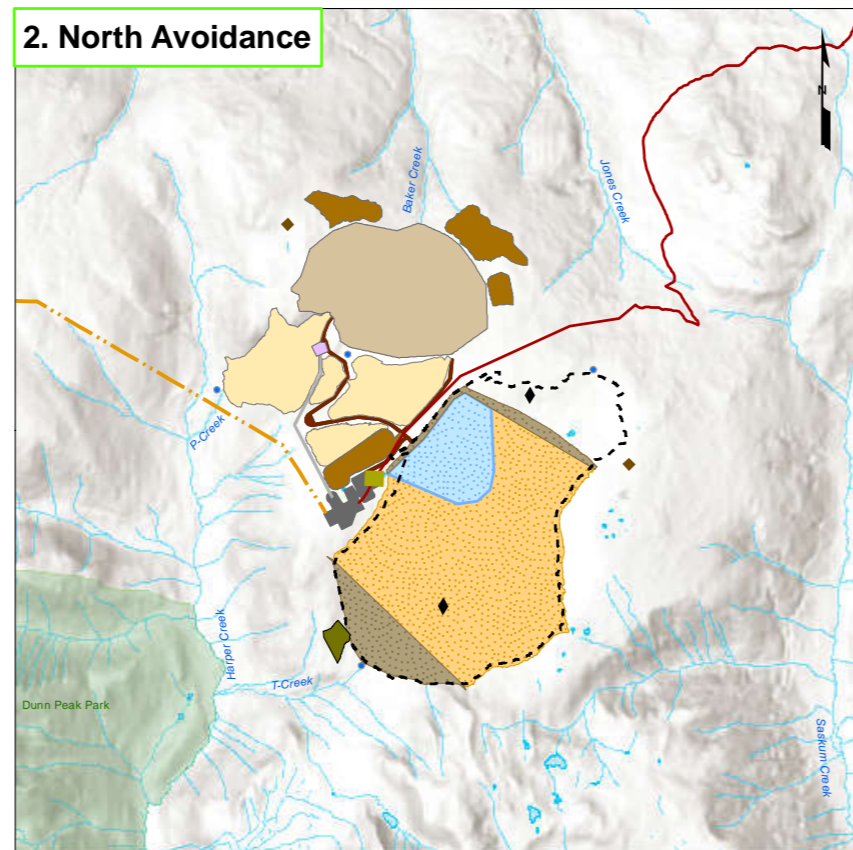 2. North Avoidance
N
Baker Creek
Jones Creek
P-Creek
Harper Creek
T-Creek
Dunn Peak Park
Saskum Creek